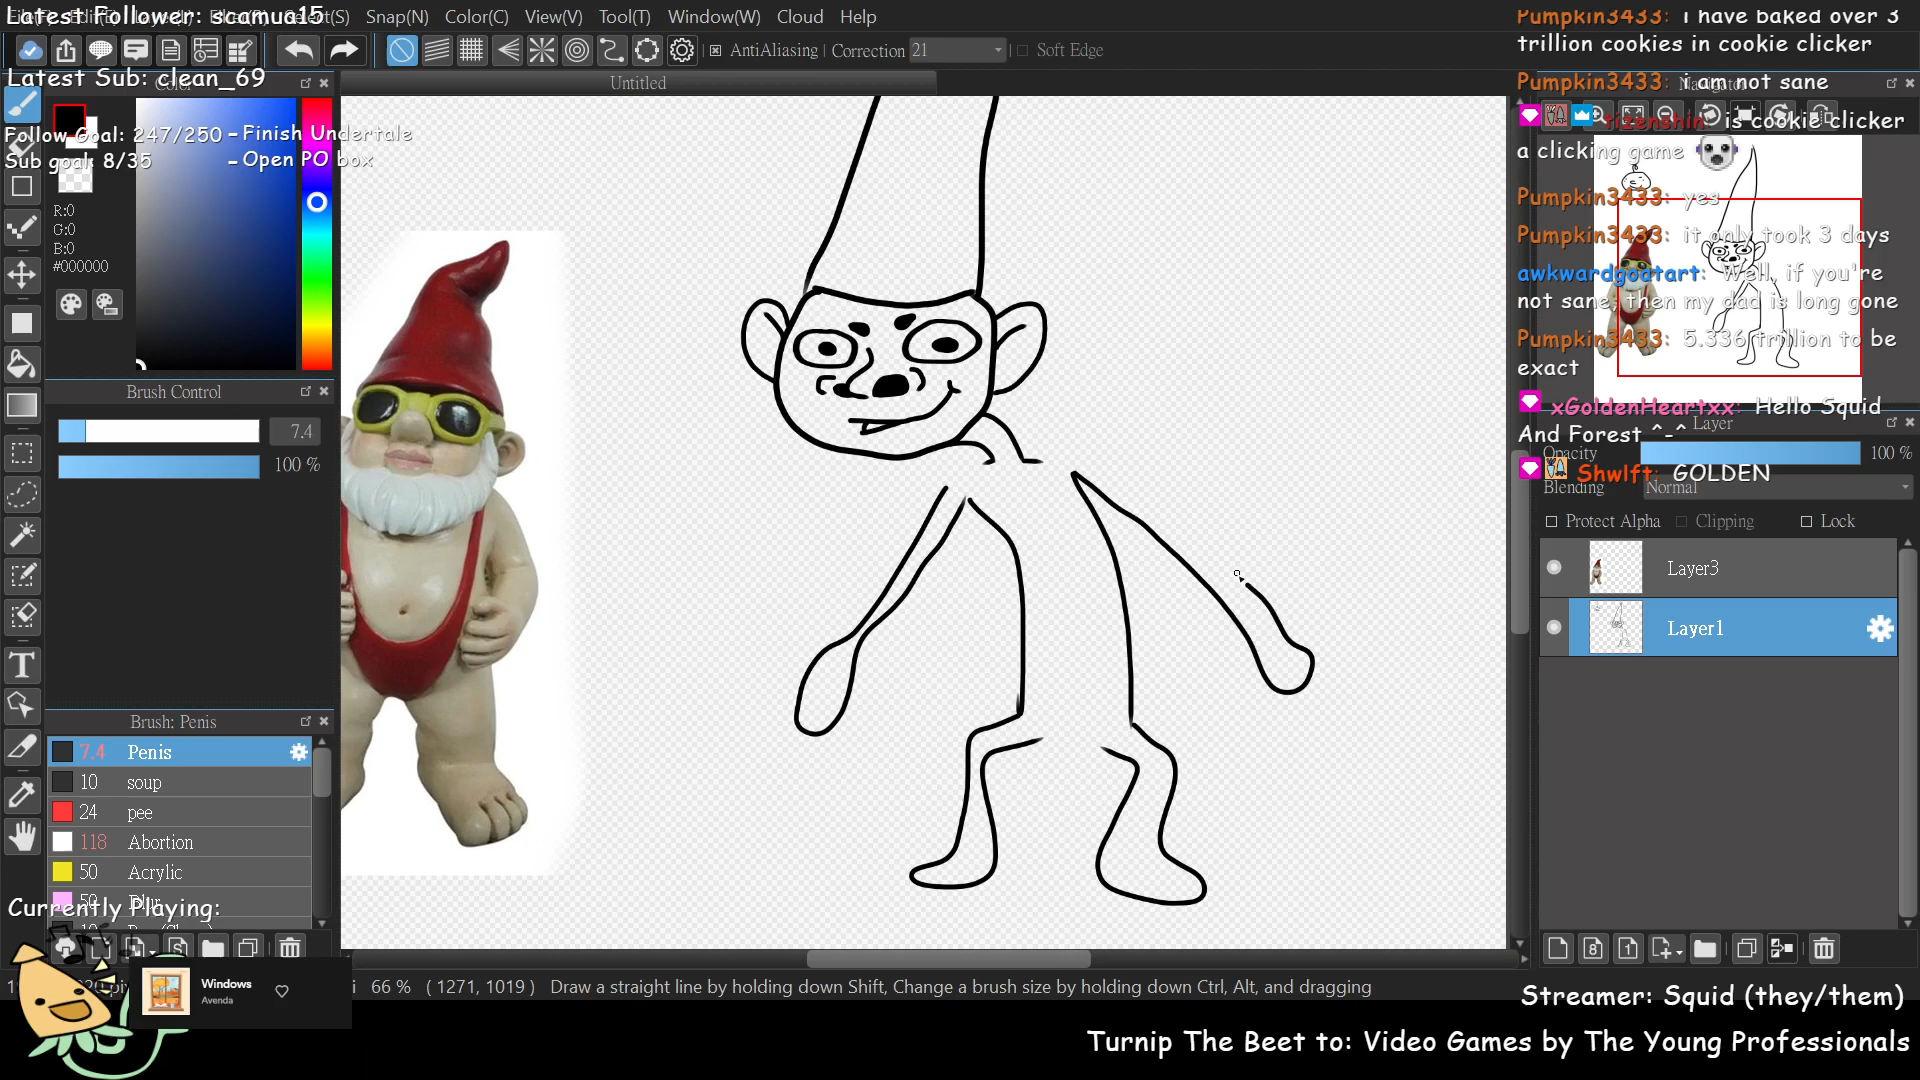 Latest Follower: stamus15
Select(S) Snap(N) Color(C) View(V) Tool(T) Window(W) Cloud Help
AntiAliasing Correction 21 Soft Edge
Latest Sub: clean_69
Color
Untitled
Follow Goal: 247/250 - Finish Undertale
Sub goal: 8/35 - Open PO box
R:0
G:0
B:0
#000000
Brush Control
7.4
100 %
Brush: Penis
7.4 Penis
10 soup
24 pee
118 Abortion
50 Acrylic
50 Blur
Currently Playing:
Windows
Avenda
66 % ( 1271, 1019 ) Draw a straight line by holding down Shift, Change a brush size by holding down Ctrl, Alt, and dragging
Pumpkin3433: i have baked over 3
trillion cookies in cookie clicker
Pumpkin3433: i am not sane
tizenshin: is cookie clicker
a clicking game
Pumpkin3433: yes
Pumpkin3433: it only took 3 days
awkwardgoatart: Well, if you're
not sane, then my dad is long gone
Pumpkin3433: 5.336 trillion to be
exact
xGoldenHeartxx: Hello Squid
And Forest ^-^
Layer
Opacity 100 %
Shwlft: GOLDEN
Blending Normal
Protect Alpha Clipping Lock
Layer3
Layer1
Streamer: Squid (they/them)
Turnip The Beet to: Video Games by The Young Professionals